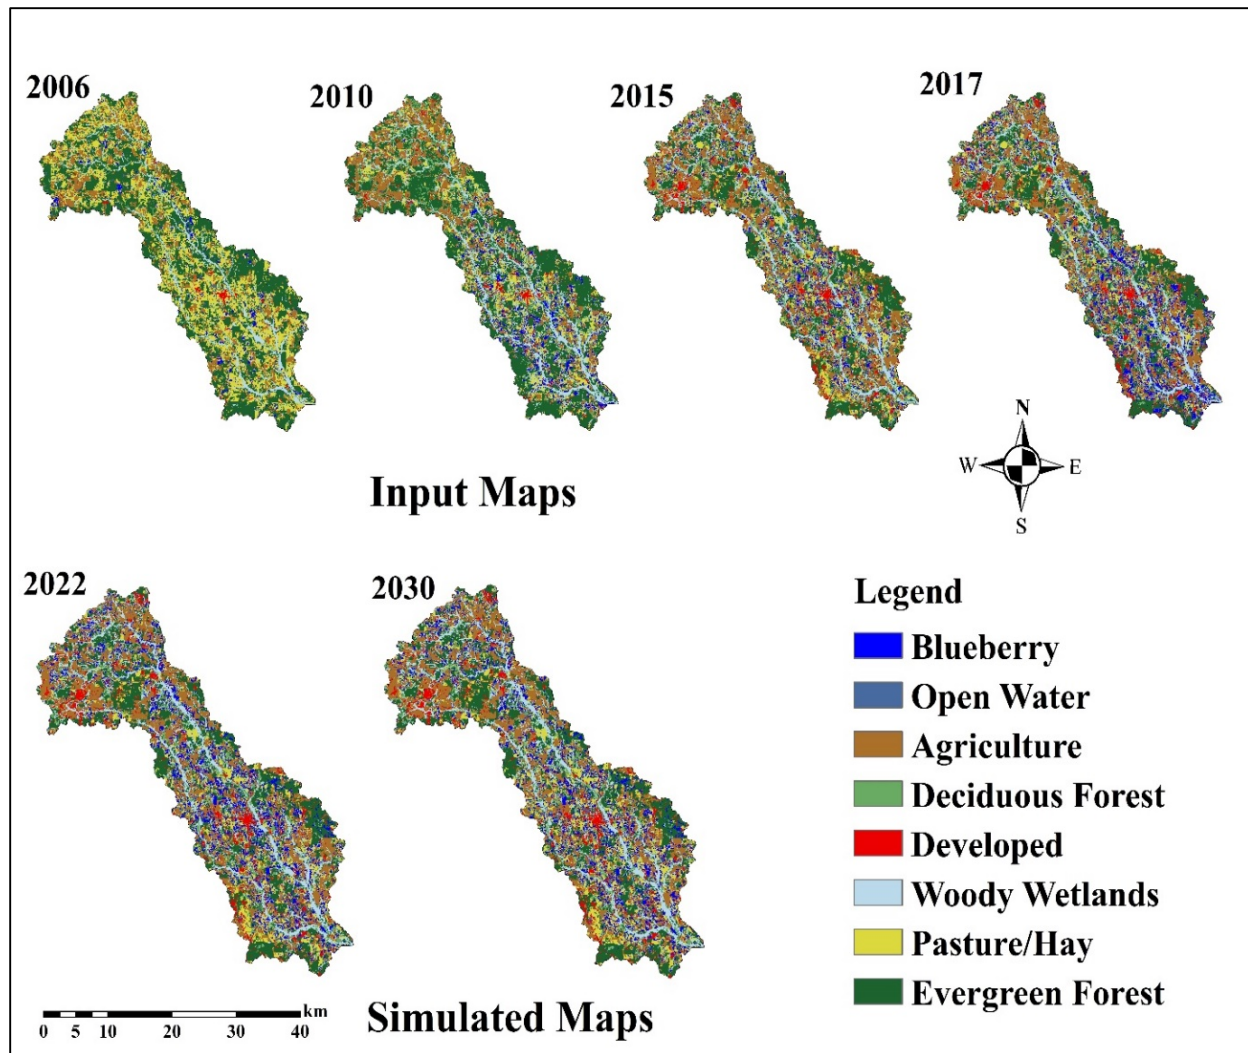 2006
2010
2015
2017
N
W E
S
Input Maps
2022
2030
Legend
Blueberry
Open Water
Agriculture
Deciduous Forest
Developed
Woody Wetlands
Pasture/Hay
Evergreen Forest
km
0 5 10 20 30 40
Simulated Maps